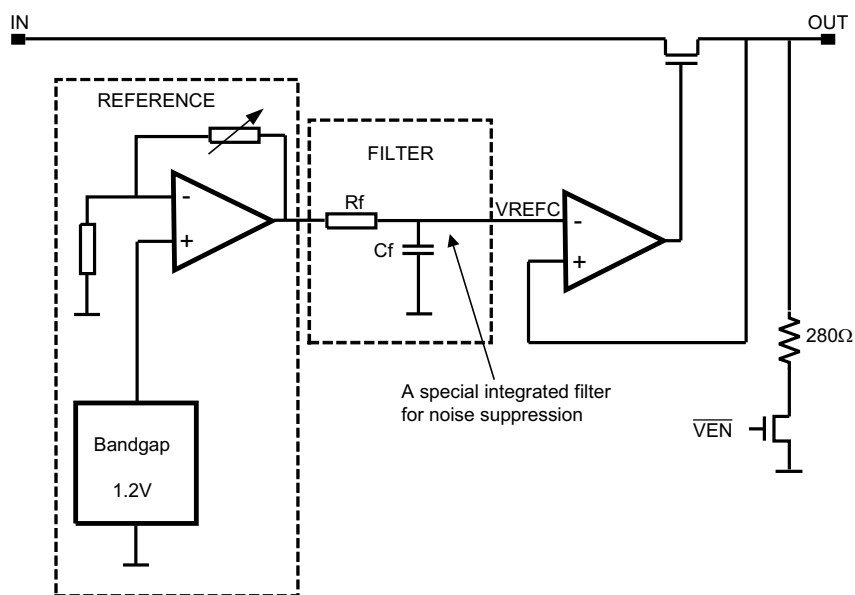 IN
OUT
REFERENCE
FILTER
-
+
Rf
Cf
VREFC
-
+
280Ω
A special integrated filter
for noise suppression
VEN
Bandgap
1.2V